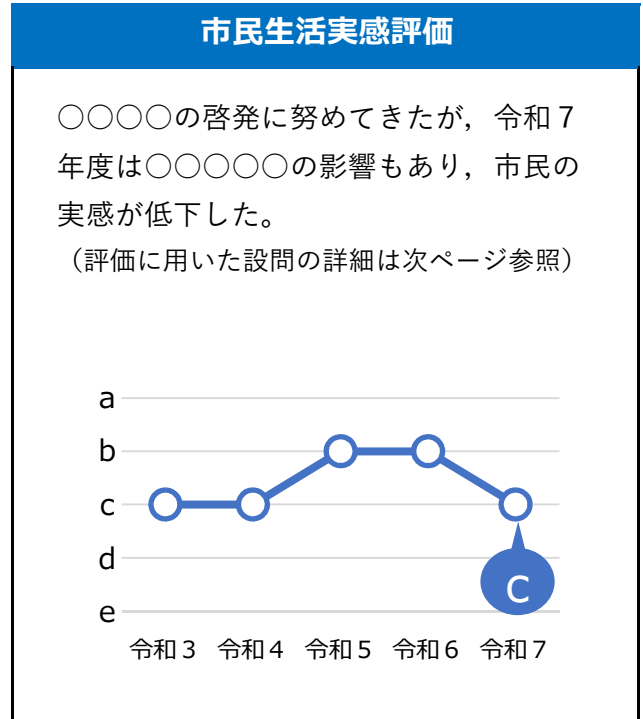 市民生活実感評価
○○○○の啓発に努めてきたが，令和７
年度は○○○○○の影響もあり，市民の
実感が低下した。
（評価に用いた設問の詳細は次ページ参照）
a
b
c
d
e
C
令和３ 令和４ 令和５ 令和６ 令和７